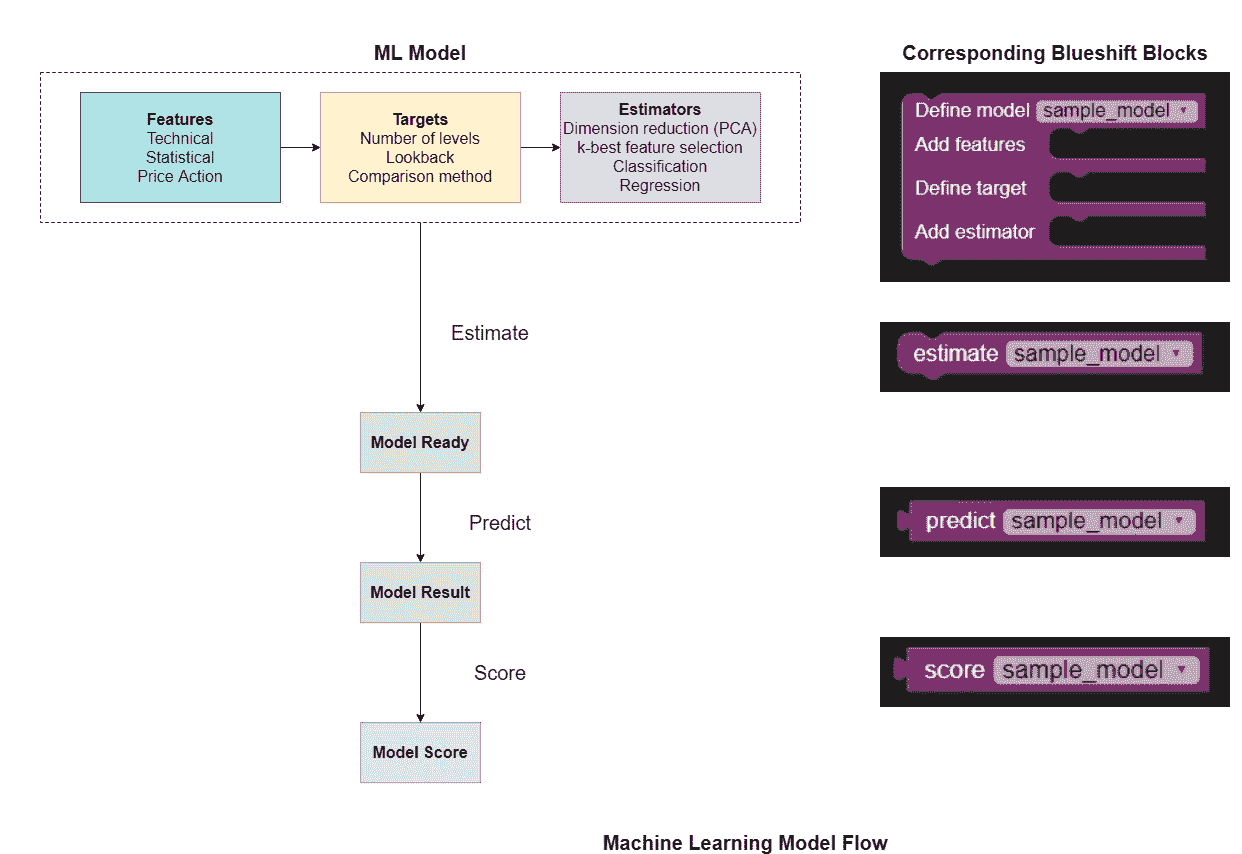 ML Model
Features
Technical
Statistical
Price Action
Targets
Number of levels
Lookback
Comparison method
Estimators
Dimension reduction (PCA)
k-best feature selection
Classification
Regression
Estimate
Model Ready
Predict
Model Result
Score
Model Score
Corresponding Blueshift Blocks
Define model sample_model
Add features
Define target
Add estimator
estimate sample_model
predict sample_model
score sample_model
Machine Learning Model Flow